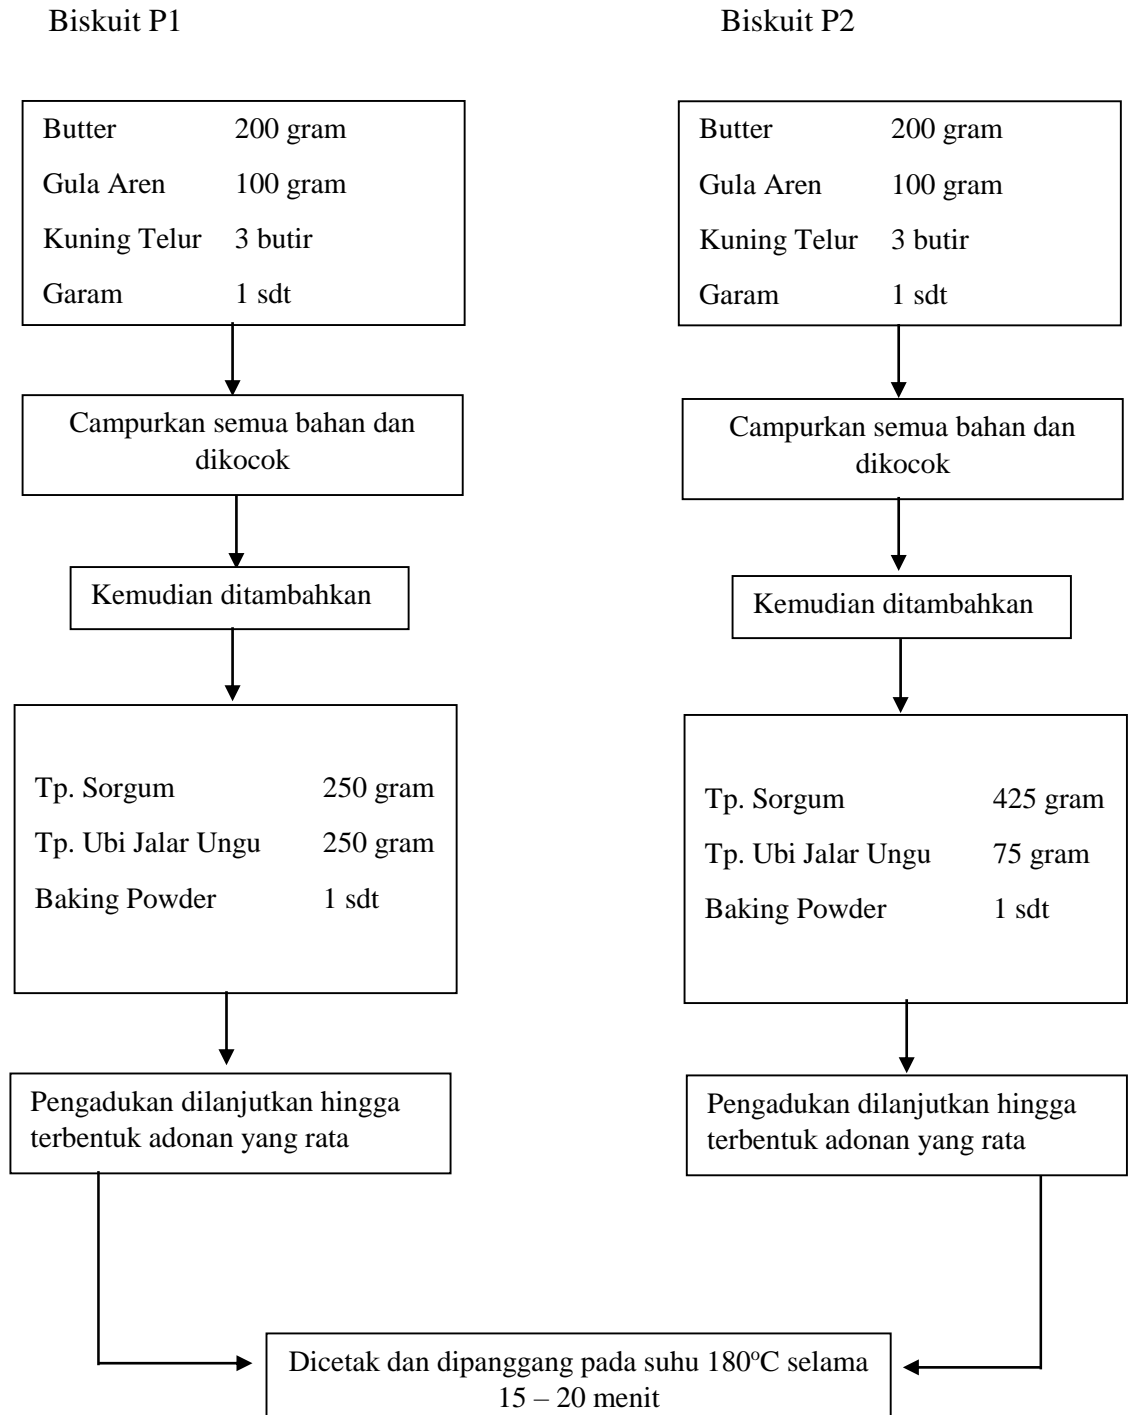 Biskuit P1
Butter 200 gram
Gula Aren 100 gram
Kuning Telur 3 butir
Garam 1 sdt
Campurkan semua bahan dan
dikocok
Kemudian ditambahkan
Tp. Sorgum 250 gram
Tp. Ubi Jalar Ungu 250 gram
Baking Powder 1 sdt
Pengadukan dilanjutkan hingga
terbentuk adonan yang rata
Biskuit P2
Butter 200 gram
Gula Aren 100 gram
Kuning Telur 3 butir
Garam 1 sdt
Campurkan semua bahan dan
dikocok
Kemudian ditambahkan
Tp. Sorgum 425 gram
Tp. Ubi Jalar Ungu 75 gram
Baking Powder 1 sdt
Pengadukan dilanjutkan hingga
terbentuk adonan yang rata
Dicetak dan dipanggang pada suhu 180°C selama
15 – 20 menit